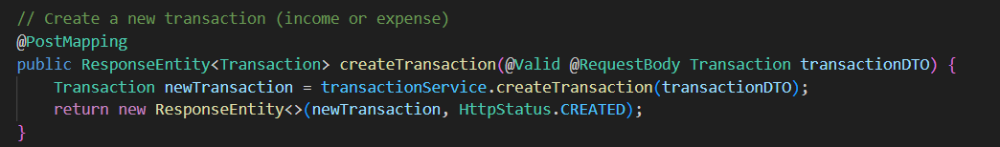 // Create a new transaction (income or expense)
@PostMapping
public ResponseEntity<Transaction> createTransaction(@Valid @RequestBody Transaction transactionDTO) {
    Transaction newTransaction = transactionService.createTransaction(transactionDTO);
    return new ResponseEntity<>(newTransaction, HttpStatus.CREATED);
}